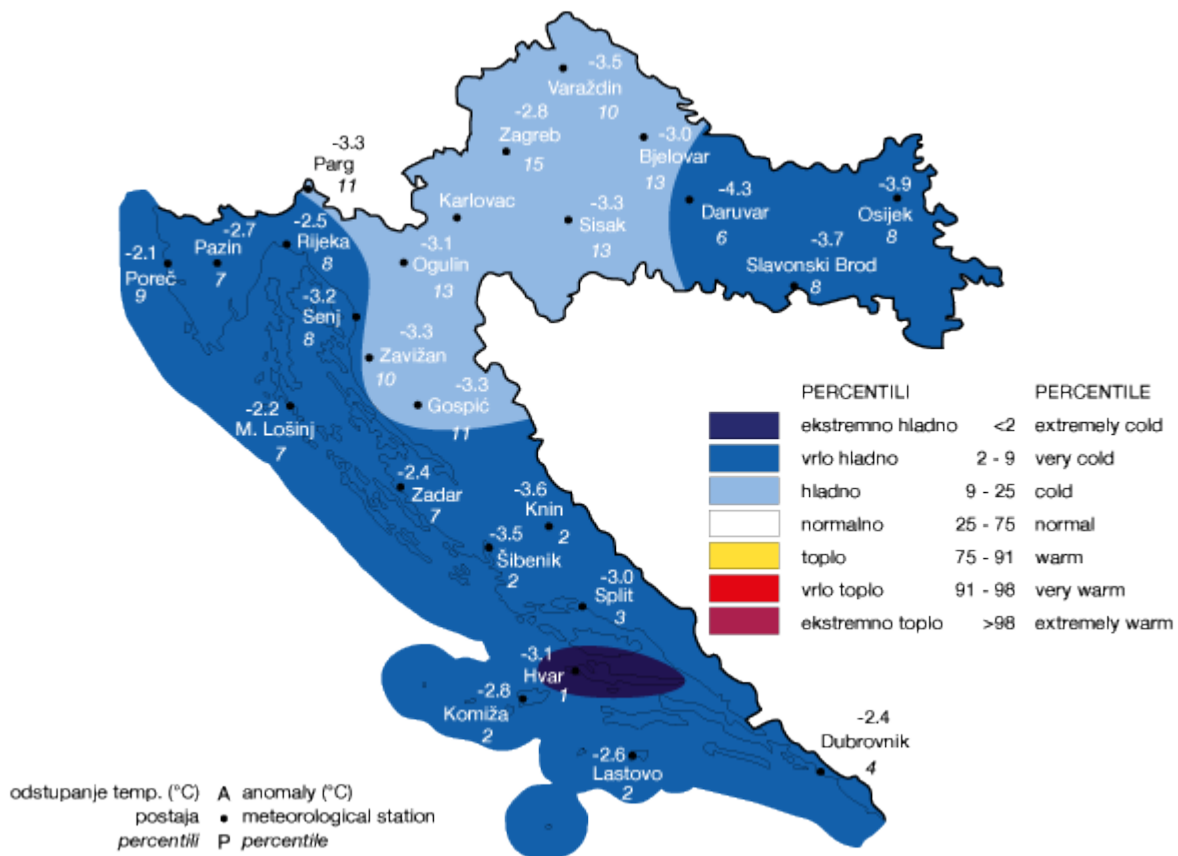 -3.5
Varaždin
10
-2.8
Zagreb
15
-3.0
Bjelovar
13
-3.3
Parg
11
Karlovac
-3.3
Sisak
13
-4.3
Daruvar
6
-3.9
Osijek
8
-3.7
Slavonski Brod
8
-2.1
Poreč
9
-2.7
Pazin
7
-2.5
Rijeka
8
-3.1
Ogulin
13
-3.2
Senj
8
-3.3
Zavižan
10
-3.3
Gospić
11
-2.2
M. Lošinj
7
-2.4
Zadar
7
-3.6
Knin
2
-3.5
Šibenik
2
-3.0
Split
3
-3.1
Hvar
1
-2.8
Komiža
2
-2.6
Lastovo
2
-2.4
Dubrovnik
4
PERCENTILI PERCENTILE
ekstremno hladno <2 extremely cold
vrlo hladno 2 - 9 very cold
hladno 9 - 25 cold
normalno 25 - 75 normal
toplo 75 - 91 warm
vrlo toplo 91 - 98 very warm
ekstremno toplo >98 extremely warm
odstupanje temp. (°C) A anomaly (°C)
postaja • meteorological station
percentili P percentile